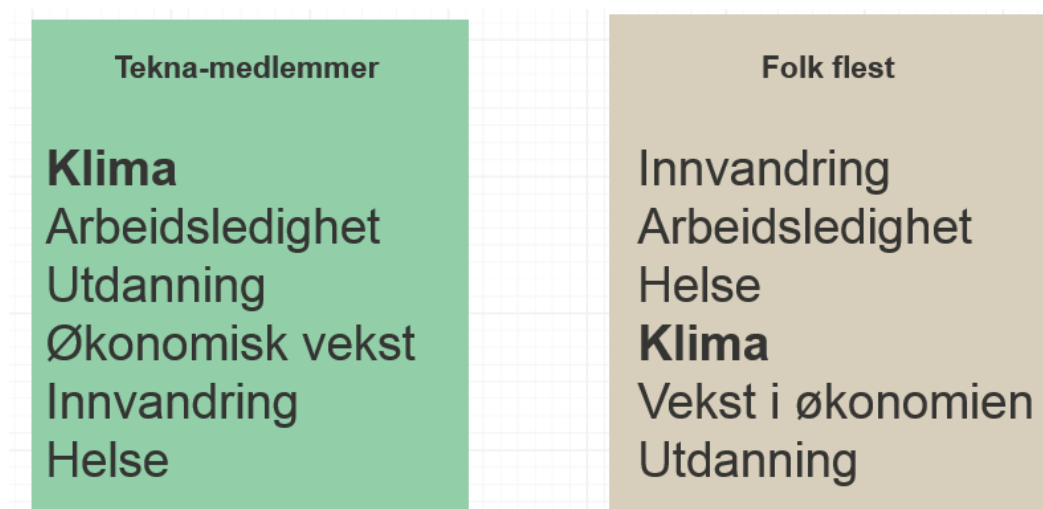 Tekna-medlemmer
Klima
Arbeidsledighet
Utdanning
Økonomisk vekst
Innvandring
Helse
Folk flest
Innvandring
Arbeidsledighet
Helse
Klima
Vekst i økonomien
Utdanning